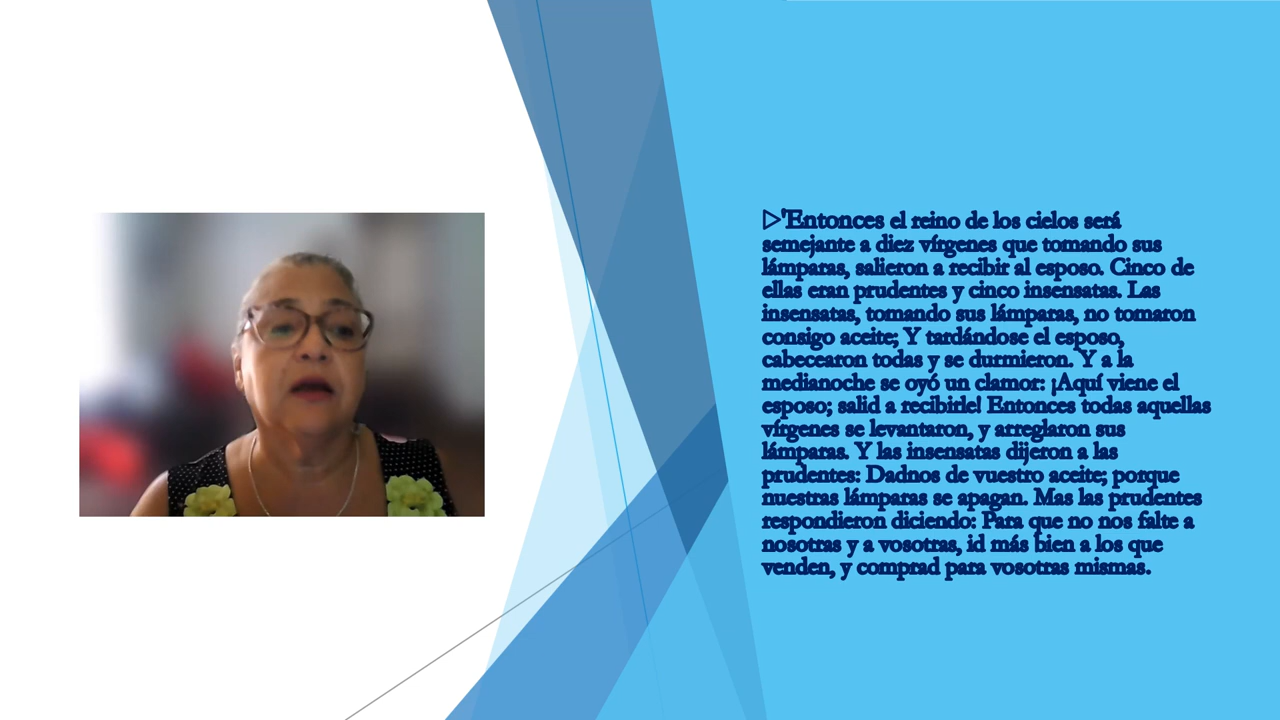 'Entonces el reino de los cielos será
semejante a diez vírgenes que tomando sus
lámparas, salieron a recibir al esposo. Cinco de
ellas eran prudentes y cinco insensatas. Las
insensatas, tomando sus lámparas, no tomaron
consigo aceite; Y tardándose el esposo,
cabecearon todas y se durmieron. Y a la
medianoche se oyó un clamor: ¡Aquí viene el
esposo; salid a recibirle! Entonces todas aquellas
vírgenes se levantaron, y arreglaron sus
lámparas. Y las insensatas dijeron a las
prudentes: Dadnos de vuestro aceite; porque
nuestras lámparas se apagan. Mas las prudentes
respondieron diciendo: Para que no nos falte a
nosotras y a vosotras, id más bien a los que
venden, y comprad para vosotras mismas.